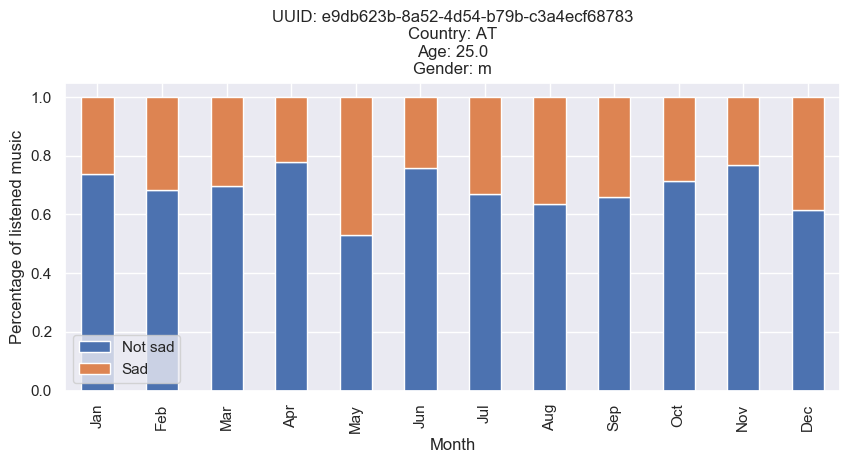 UUID: e9db623b-8a52-4d54-b79b-c3a4ecf68783
Country: AT
Age: 25.0
Gender: m
Percentage of listened music
1.0
0.8
0.6
0.4
0.2
0.0
Not sad
Sad
Jan Feb Mar Apr May Jun Jul Aug Sep Oct Nov Dec
Month